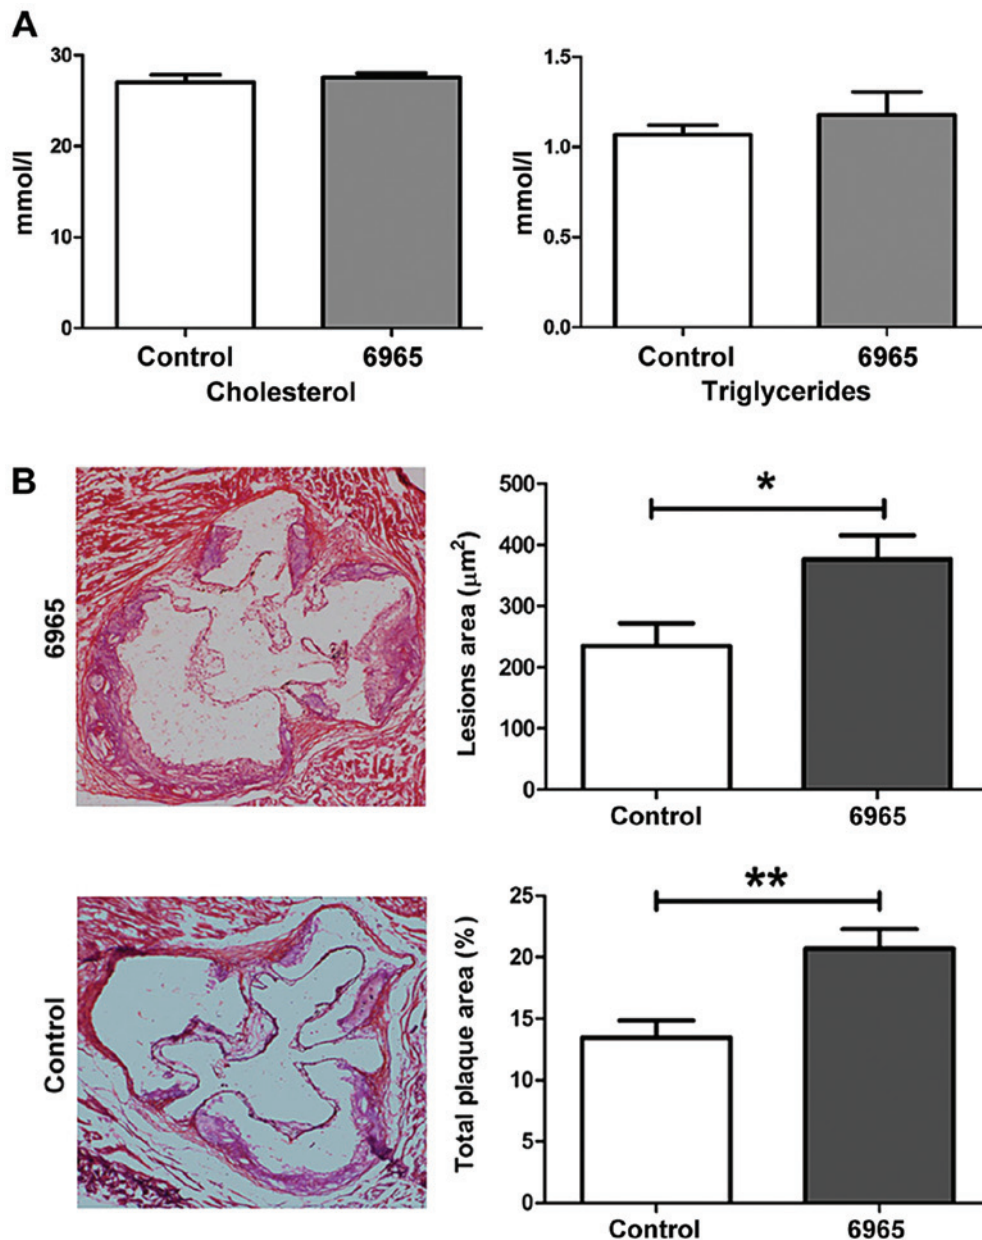 A
30
20
10
0
mmol/l
Control
6965
Cholesterol
1.5
1.0
0.5
0.0
mmol/l
Control
6965
Triglycerides
B
6965
500
400
300
200
100
0
Lesions area (μm²)
*
Control
6965
Control
25
20
15
10
5
0
Total plaque area (%)
**
Control
6965